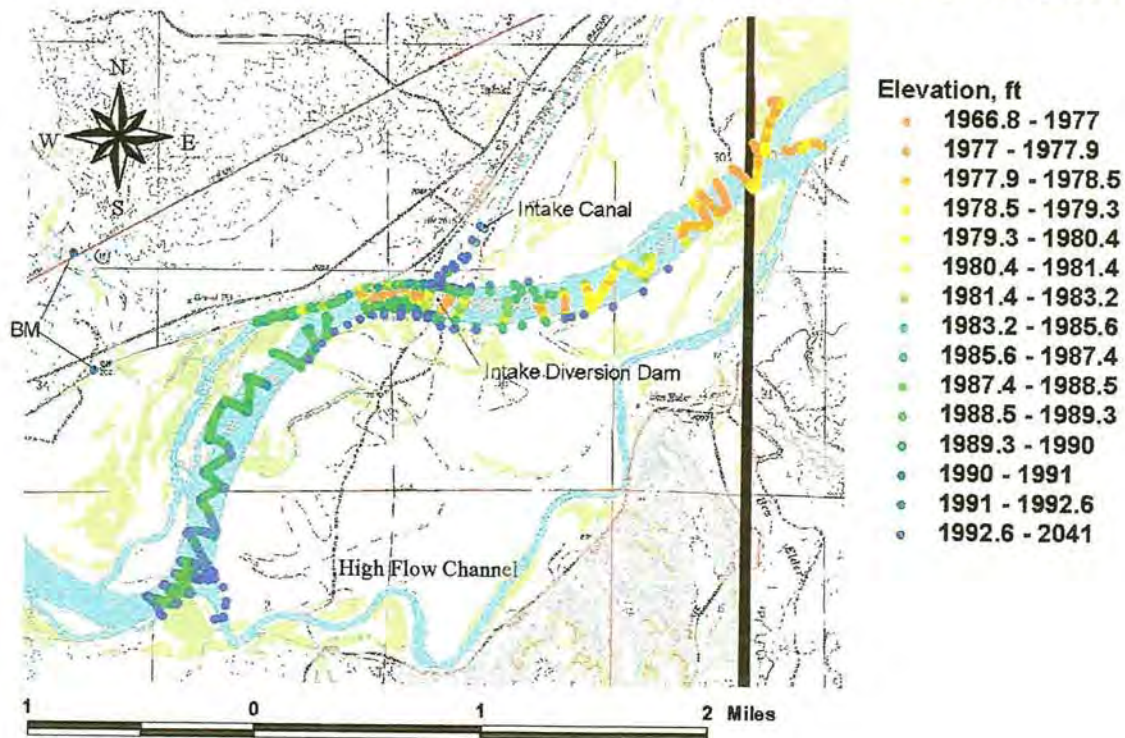 N
W
E
S
Intake Canal
BM
Intake Diversion Dam
High Flow Channel
1
0
1
2 Miles
Elevation, ft
1966.8 - 1977
1977 - 1977.9
1977.9 - 1978.5
1978.5 - 1979.3
1979.3 - 1980.4
1980.4 - 1981.4
1981.4 - 1983.2
1983.2 - 1985.6
1985.6 - 1987.4
1987.4 - 1988.5
1988.5 - 1989.3
1989.3 - 1990
1990 - 1991
1991 - 1992.6
1992.6 - 2041